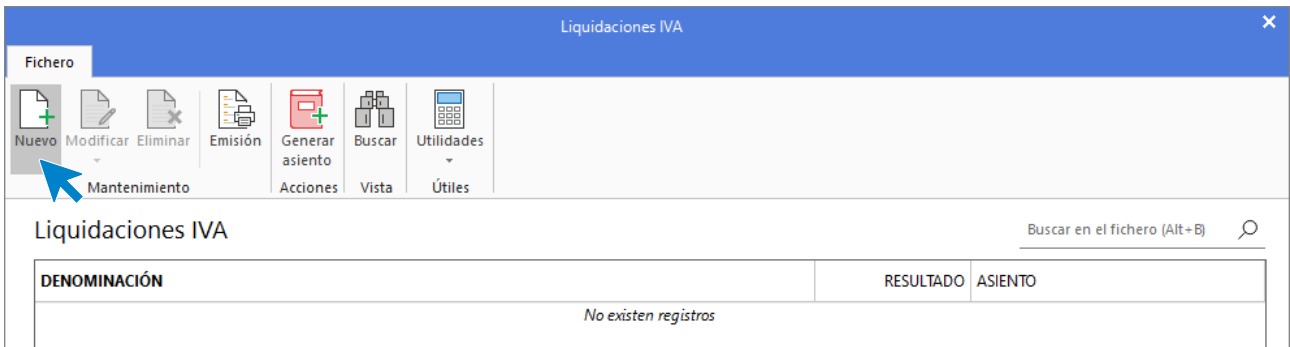 Liquidaciones IVA
Fichero
Nuevo Modificar Eliminar Emisión Generar asiento Buscar Utilidades
Mantenimiento Acciones Vista Útiles
Liquidaciones IVA
Buscar en el fichero (Alt+B)
DENOMINACIÓN RESULTADO ASIENTO
No existen registros